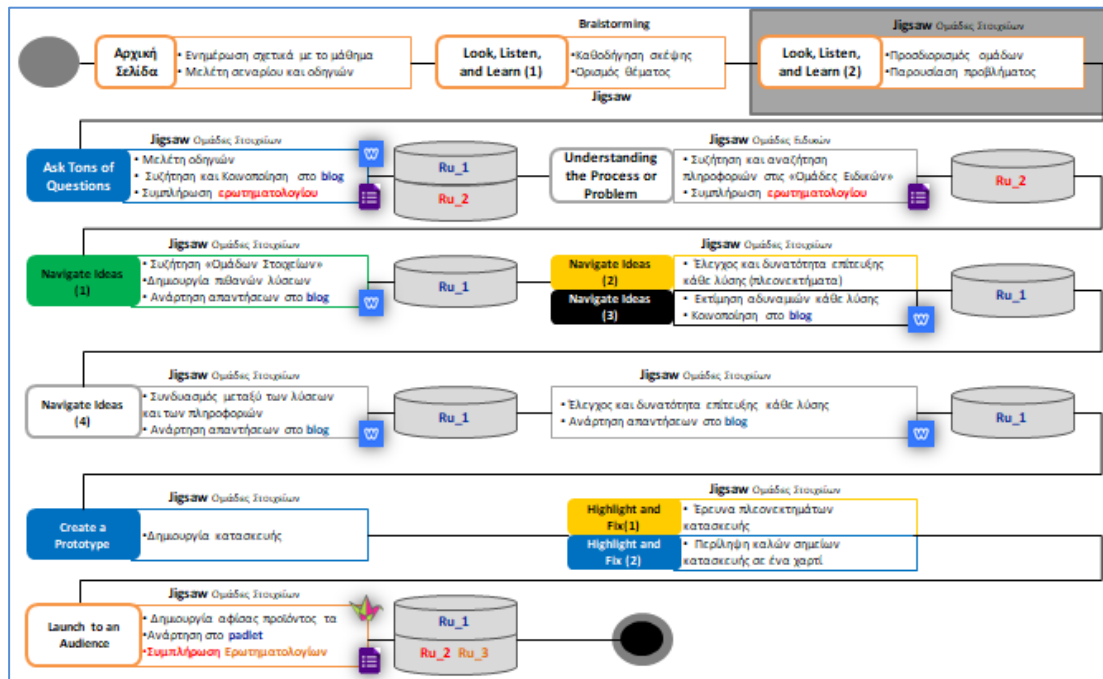 Braistorming
Jigsaw Ομάδες Στοιχείων
Αρχική
Σελίδα
• Ενημέρωση σχετικά με το μάθημα
• Μελέτη σεναρίου και οδηγιών
Look, Listen,
and Learn (1)
•Καθοδήγηση σκέψης
•Ορισμός θέματος
Look, Listen,
and Learn (2)
•Προσδιορισμός ομάδων
•Παρουσίαση προβλήματος
Jigsaw
Jigsaw Ομάδες Στοιχείων
Ask Tons of
Questions
• Μελέτη οδηγιών
• Συζήτηση και Κοινοποίηση στο blog
• Συμπλήρωση ερωτηματολογίου
Ru_1
Ru_2
Jigsaw Ομάδες Ειδικών
Understanding
the Process or
Problem
• Συζήτηση και αναζήτηση
πληροφοριών στις «Ομάδες Ειδικών»
• Συμπλήρωση ερωτηματολογίου
Ru_2
Jigsaw Ομάδες Στοιχείων
Navigate Ideas
(1)
• Συζήτηση «Ομάδων Στοιχείων»
•Δημιουργία πιθανών λύσεων
• Ανάρτηση απαντήσεων στο blog
Ru_1
Jigsaw Ομάδες Στοιχείων
Navigate Ideas
(2)
• Έλεγχος και δυνατότητα επίτευξης
κάθε λύσης (πλεονεκτήματα)
Navigate Ideas
(3)
• Εκτίμηση αδυναμιών κάθε λύσης
• Κοινοποίηση στο blog
Ru_1
Jigsaw Ομάδες Στοιχείων
Navigate Ideas
(4)
• Συνδυασμός μεταξύ των λύσεων
και των πληροφοριών
• Ανάρτηση απαντήσεων στο blog
Ru_1
Jigsaw Ομάδες Στοιχείων
•Έλεγχος και δυνατότητα επίτευξης κάθε λύσης
• Ανάρτηση απαντήσεων στο blog
Ru_1
Jigsaw Ομάδες Στοιχείων
Create a
Prototype
•Δημιουργία κατασκευής
Jigsaw Ομάδες Στοιχείων
Highlight and
Fix(1)
• Έρευνα πλεονεκτημάτων
κατασκευής
Highlight and
Fix (2)
• Περίληψη καλών σημείων
κατασκευής σε ένα χαρτί
Jigsaw Ομάδες Στοιχείων
Launch to an
Audience
• Δημιουργία αφίσας προϊόντος τα
•Ανάρτηση στο padlet
•Συμπλήρωση Ερωτηματολογίων
Ru_1
Ru_2 Ru_3